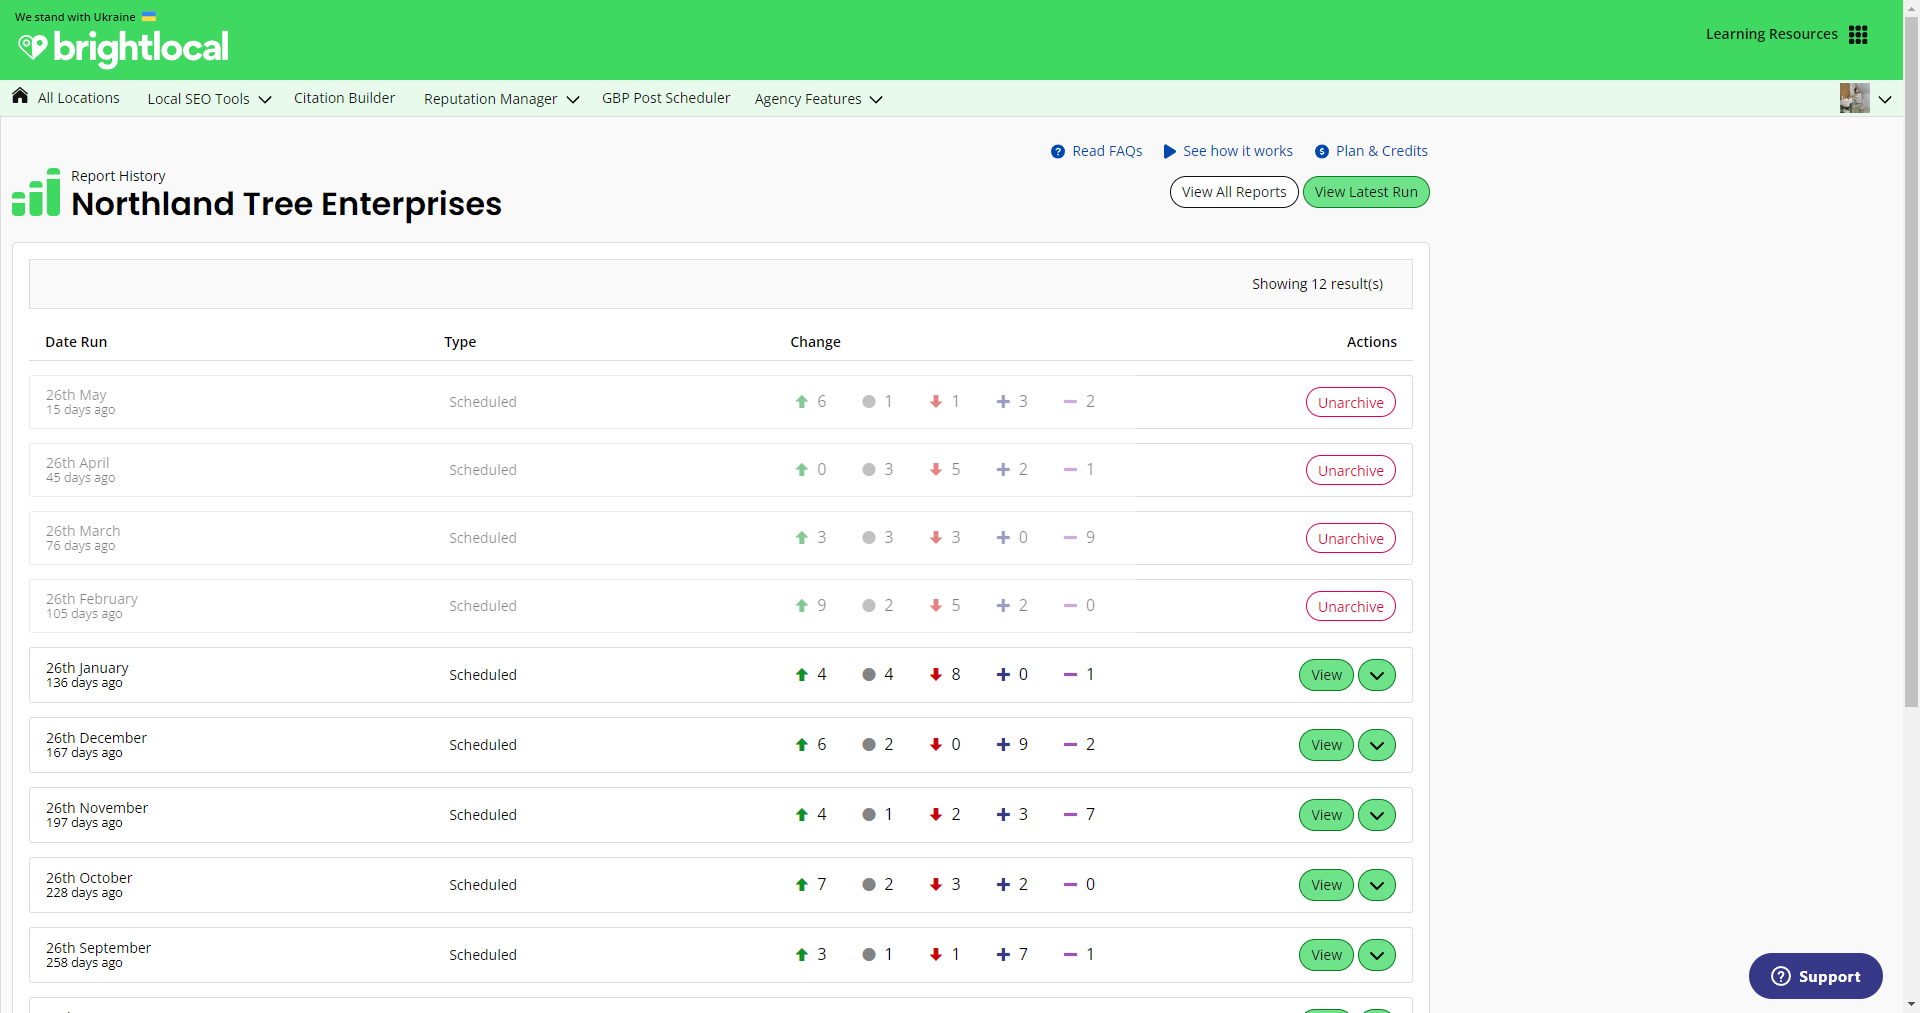 We stand with Ukraine
brightlocal
Learning Resources
All Locations
Local SEO Tools
Citation Builder
Reputation Manager
GBP Post Scheduler
Agency Features
Read FAQs
See how it works
Plan & Credits
Report History
Northland Tree Enterprises
View All Reports
View Latest Run
Showing 12 result(s)
Date Run Type Change Actions
26th May
15 days ago
Scheduled 6 1 1 3 2 Unarchive
26th April
45 days ago
Scheduled 0 3 5 2 1 Unarchive
26th March
76 days ago
Scheduled 3 3 3 0 9 Unarchive
26th February
105 days ago
Scheduled 9 2 5 2 0 Unarchive
26th January
136 days ago
Scheduled 4 4 8 0 1 View
26th December
167 days ago
Scheduled 6 2 0 9 2 View
26th November
197 days ago
Scheduled 4 1 2 3 7 View
26th October
228 days ago
Scheduled 7 2 3 2 0 View
26th September
258 days ago
Scheduled 3 1 1 7 1 View
Support